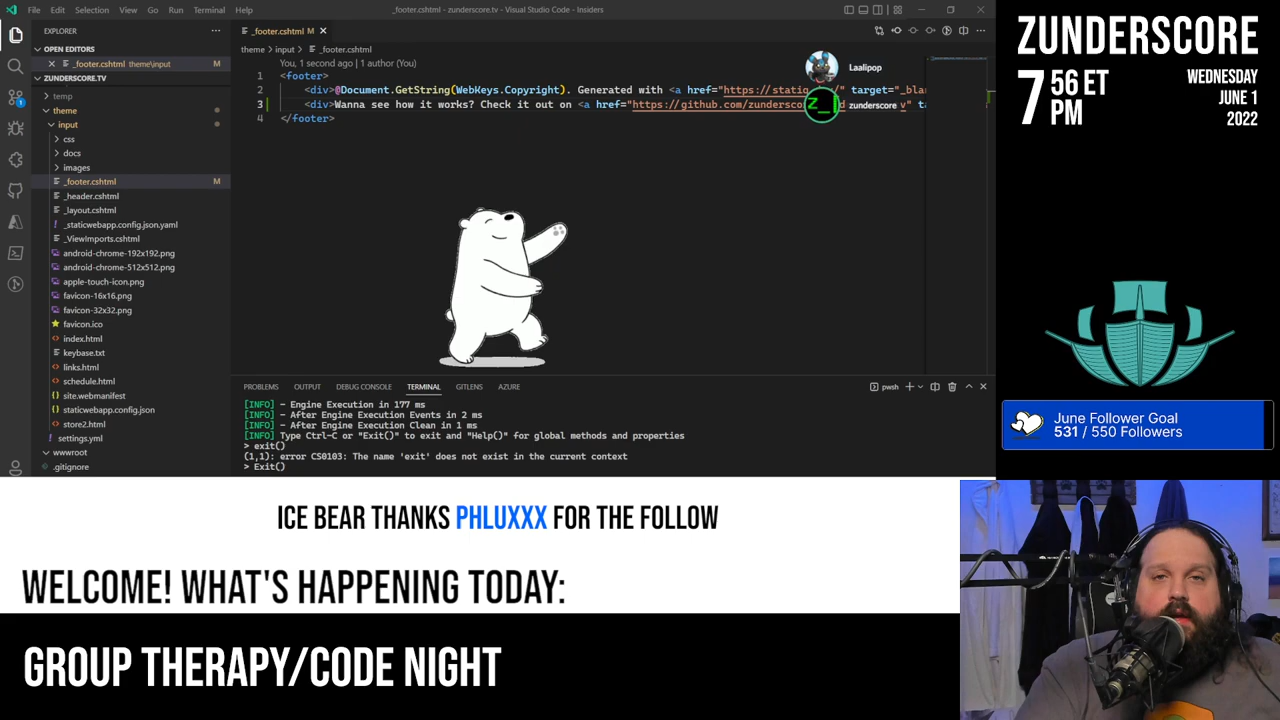 File Edit Selection View Go Run Terminal Help
_footer.cshtml - zunderscore.tv - Visual Studio Code - Insiders
EXPLORER
OPEN EDITORS
_footer.cshtml theme\input M
ZUNDERSCORE.TV
temp
theme
input
css
docs
images
_footer.cshtml M
_header.cshtml
_layout.cshtml
_staticwebapp.config.json.yaml
_ViewImports.cshtml
android-chrome-192x192.png
android-chrome-512x512.png
apple-touch-icon.png
favicon-16x16.png
favicon-32x32.png
favicon.ico
index.html
keybase.txt
links.html
schedule.html
site.webmanifest
staticwebapp.config.json
store2.html
settings.yml
wwwroot
.gitignore
_footer.cshtml
theme > input > _footer.cshtml
You, 1 second ago | 1 author (You)
1 <footer>
2 <div>@Document.GetString(WebKeys.Copyright). Generated with <a href="https://statiq
3 <div>Wanna see how it works? Check it out on <a href="https://github.com/zundersco
4 </footer>
Laalipop
z_
zunderscore
PROBLEMS OUTPUT DEBUG CONSOLE TERMINAL GITLENS AZURE
pwsh
[INFO] - Engine Execution in 177 ms
[INFO] - After Engine Execution Events in 2 ms
[INFO] - After Engine Execution Clean in 1 ms
[INFO] Type Ctrl-C or "Exit()" to exit and "Help()" for global methods and properties
> exit()
(1,1): error CS0103: The name 'exit' does not exist in the current context
> Exit()
ZUNDERSCORE
7 56 ET PM
WEDNESDAY
JUNE 1
2022
June Follower Goal
531 / 550 Followers
ICE BEAR THANKS PHLUXXX FOR THE FOLLOW
WELCOME! WHAT'S HAPPENING TODAY:
GROUP THERAPY/CODE NIGHT